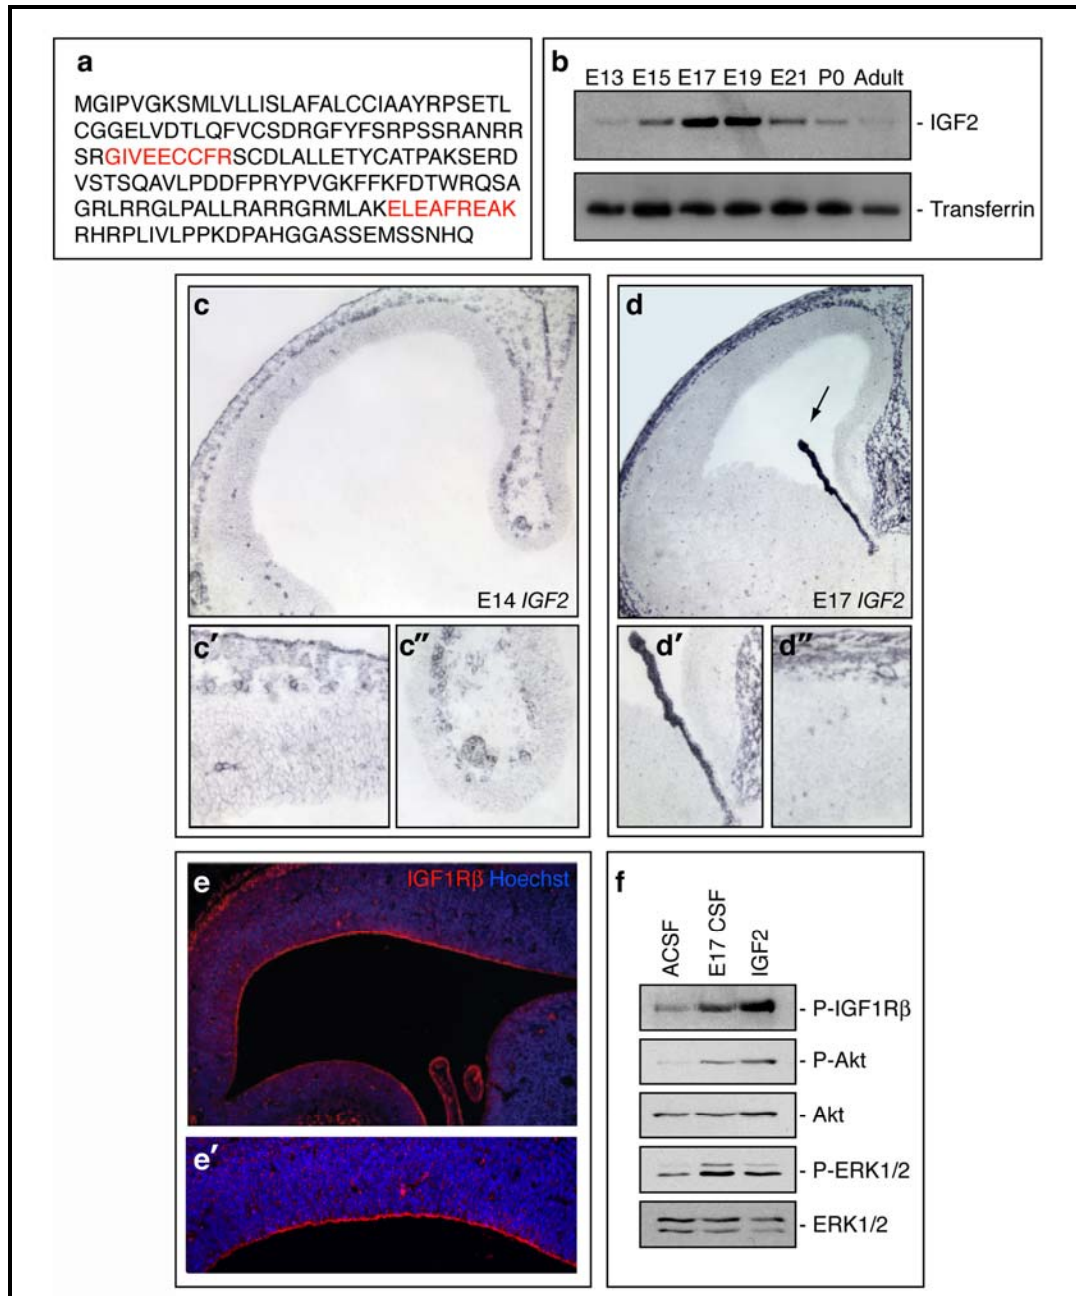 a
MGIPVGKSMLVLLISLAFALCCIAAYRPSETL
CGGELVDTLQFVCSDRGFYFSRPSSRANRR
SRGIVEECCFRSCDLALLETYCATPAKSERD
VSTSQAVLPDDFPRYPVGKFFKFDTWRQSA
GRLRRGLPALLRARRGRMLAKELEAFREAK
RHRPLIVLPPKDPAHGGASSEMSSNHQ
b
E13 E15 E17 E19 E21 P0 Adult
- IGF2
- Transferrin
c
E14 IGF2
c′
c″
d
E17 IGF2
d′
d″
e
IGF1Rβ Hoechst
e′
f
ACSF
E17 CSF
IGF2
- P-IGF1Rβ
- P-Akt
- Akt
- P-ERK1/2
- ERK1/2